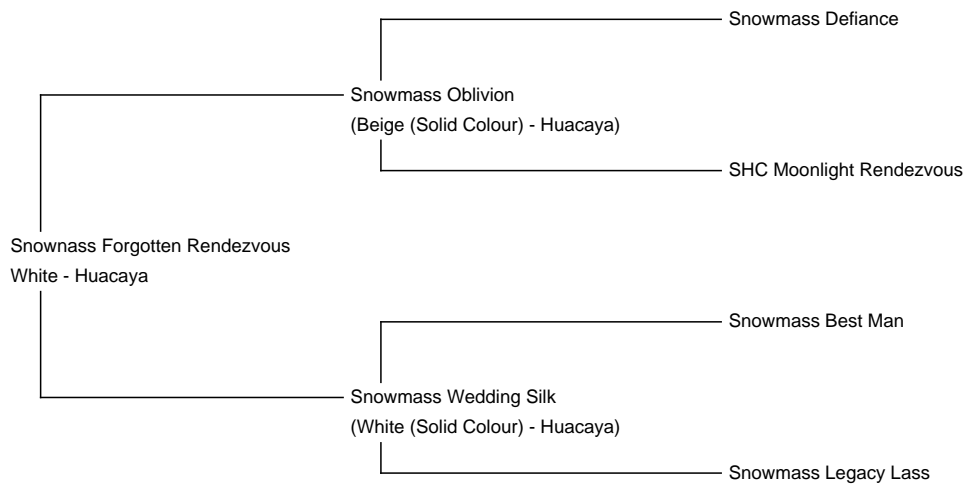 Snowmass Defiance
Snowmass Oblivion
(Beige (Solid Colour) - Huacaya)
SHC Moonlight Rendezvous
Snownass Forgotten Rendezvous
White - Huacaya
Snowmass Best Man
Snowmass Wedding Silk
(White (Solid Colour) - Huacaya)
Snowmass Legacy Lass